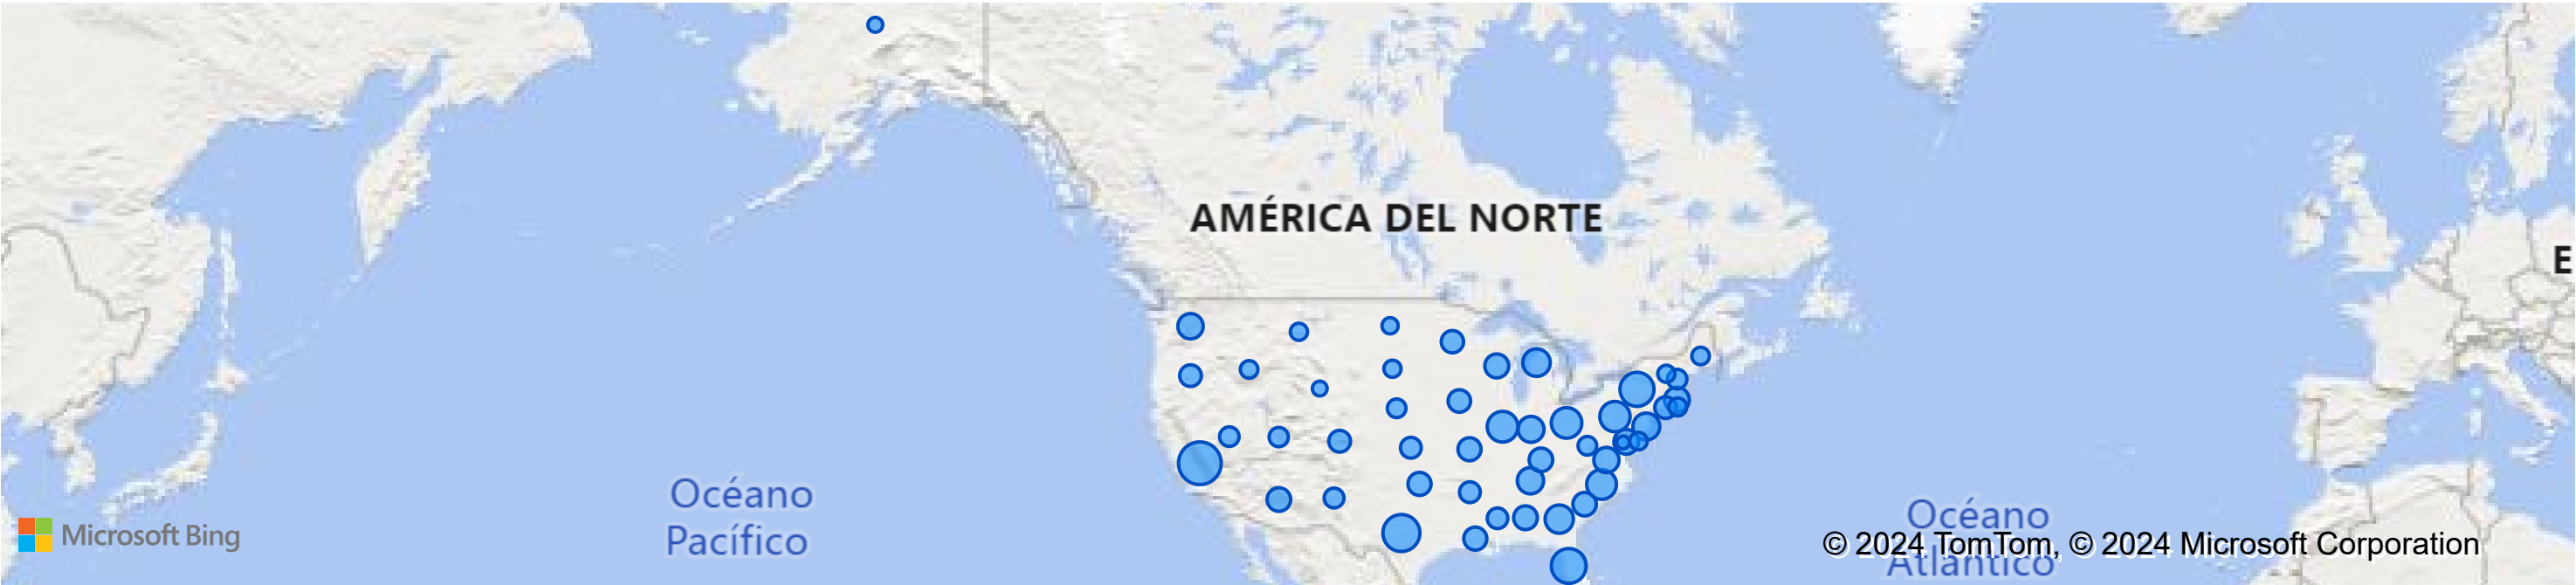 AMÉRICA DEL NORTE
E
Océano
Pacífico
Océano
Atlántico
Microsoft Bing
© 2024 TomTom, © 2024 Microsoft Corporation